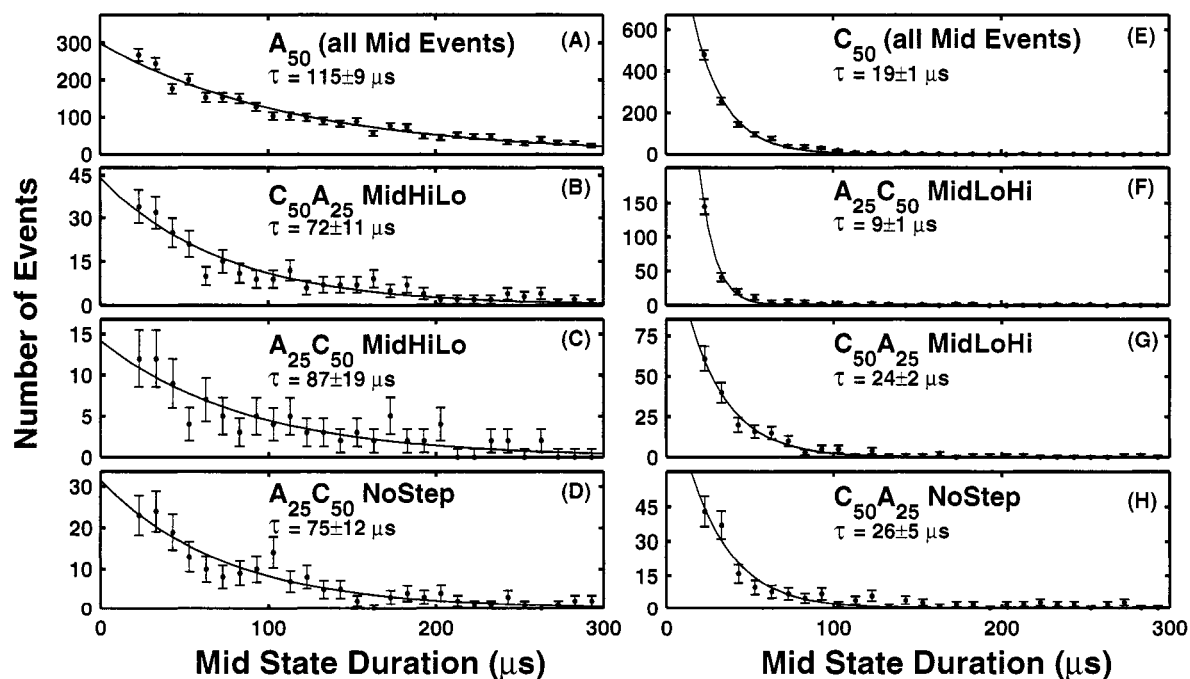 Number of Events
300
200
100
0
A50 (all Mid Events)
τ = 115±9 μs
(A)
45
30
15
0
C50A25 MidHiLo
τ = 72±11 μs
(B)
15
10
5
0
A25C50 MidHiLo
τ = 87±19 μs
(C)
30
20
10
0
A25C50 NoStep
τ = 75±12 μs
(D)
0
100
200
300
Mid State Duration (μs)
600
400
200
0
C50 (all Mid Events)
τ = 19±1 μs
(E)
150
100
50
0
A25C50 MidLoHi
τ = 9±1 μs
(F)
75
50
25
0
C50A25 MidLoHi
τ = 24±2 μs
(G)
45
30
15
0
C50A25 NoStep
τ = 26±5 μs
(H)
0
100
200
300
Mid State Duration (μs)